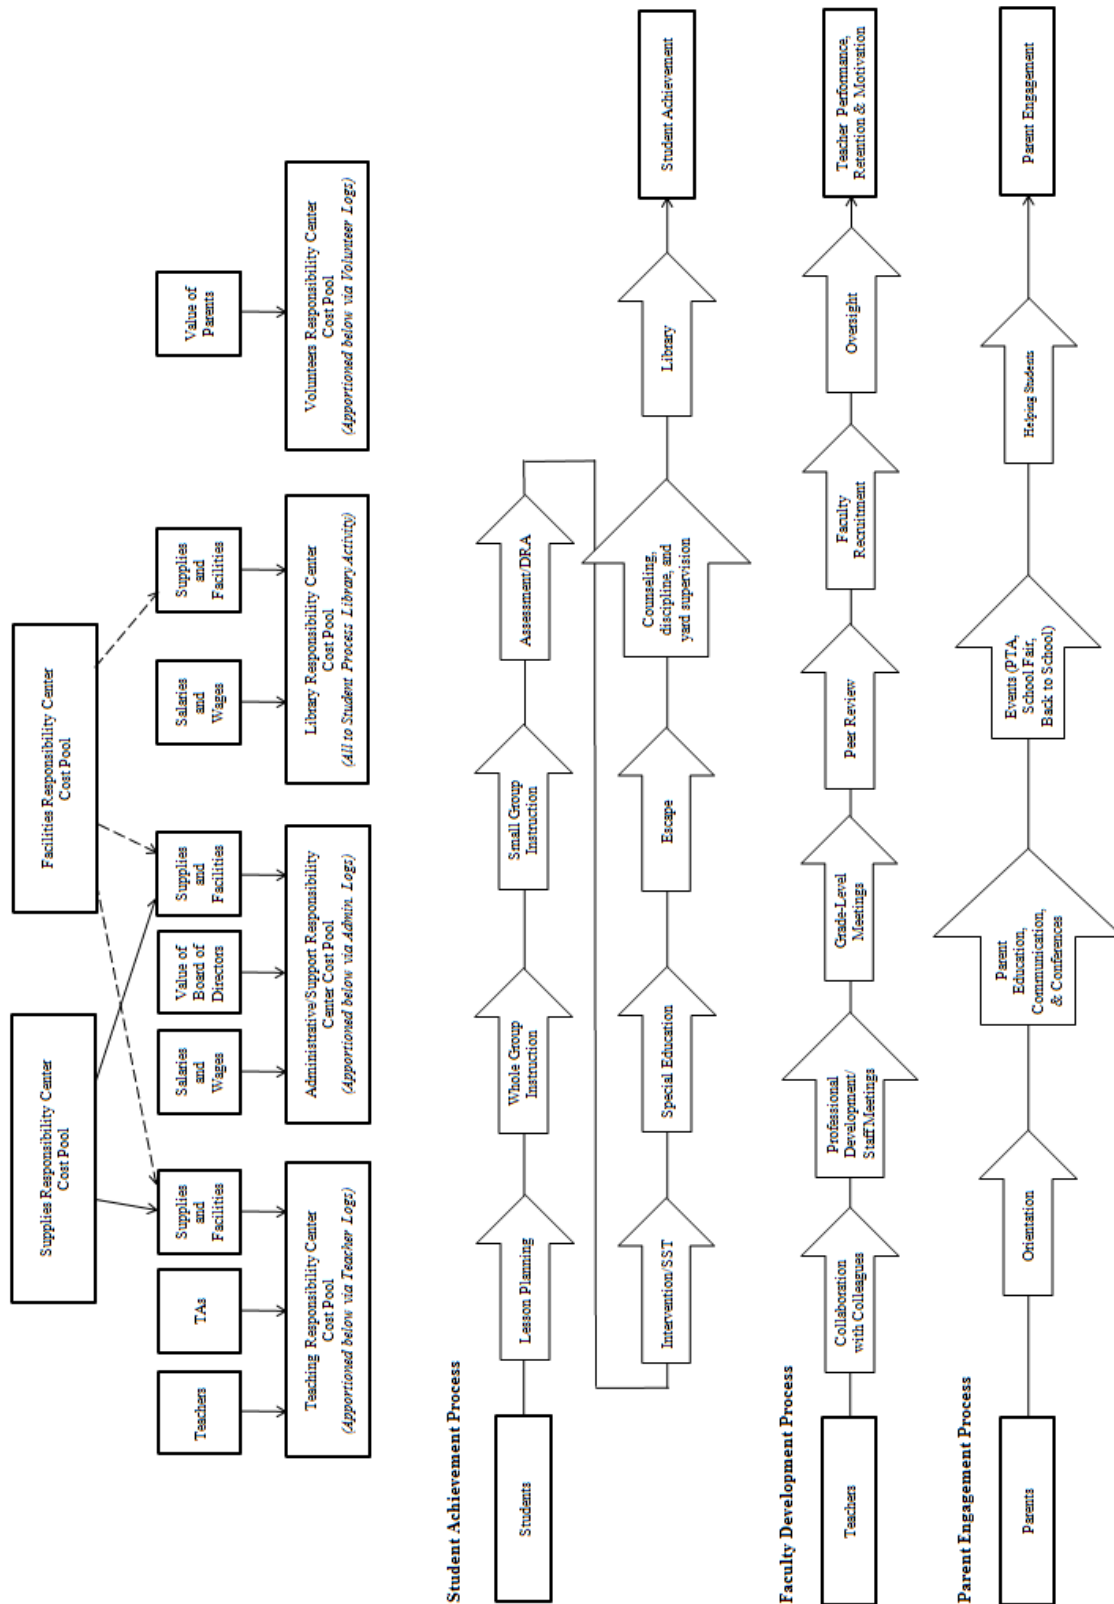 Supplies Responsibility Center
Cost Pool
Facilities Responsibility Center
Cost Pool
Teachers
TAs
Supplies
and
Facilities
Salaries
and
Wages
Value of
Board of
Directors
Supplies
and
Facilities
Salaries
and
Wages
Supplies
and
Facilities
Value of
Parents
Teaching Responsibility Center
Cost Pool
(Apportioned below via Teacher Logs)
Administrative/Support Responsibility
Center Cost Pool
(Apportioned below via Admin. Logs)
Library Responsibility Center
Cost Pool
(All to Student Process Library Activity)
Volunteers Responsibility Center
Cost Pool
(Apportioned below via Volunteer Logs)
Student Achievement Process
Students
Lesson Planning
Whole Group
Instruction
Small Group
Instruction
Assessment/DRA
Intervention/SST
Special Education
Escape
Counseling,
discipline, and
yard supervision
Library
Student Achievement
Faculty Development Process
Teachers
Collaboration
with Colleagues
Professional
Development/
Staff Meetings
Grade-Level
Meetings
Peer Review
Faculty
Recruitment
Oversight
Teacher Performance,
Retention & Motivation
Parent Engagement Process
Parents
Orientation
Parent
Education,
Communication,
& Conferences
Events (PTA,
School Fair,
Back to School)
Helping Students
Parent Engagement